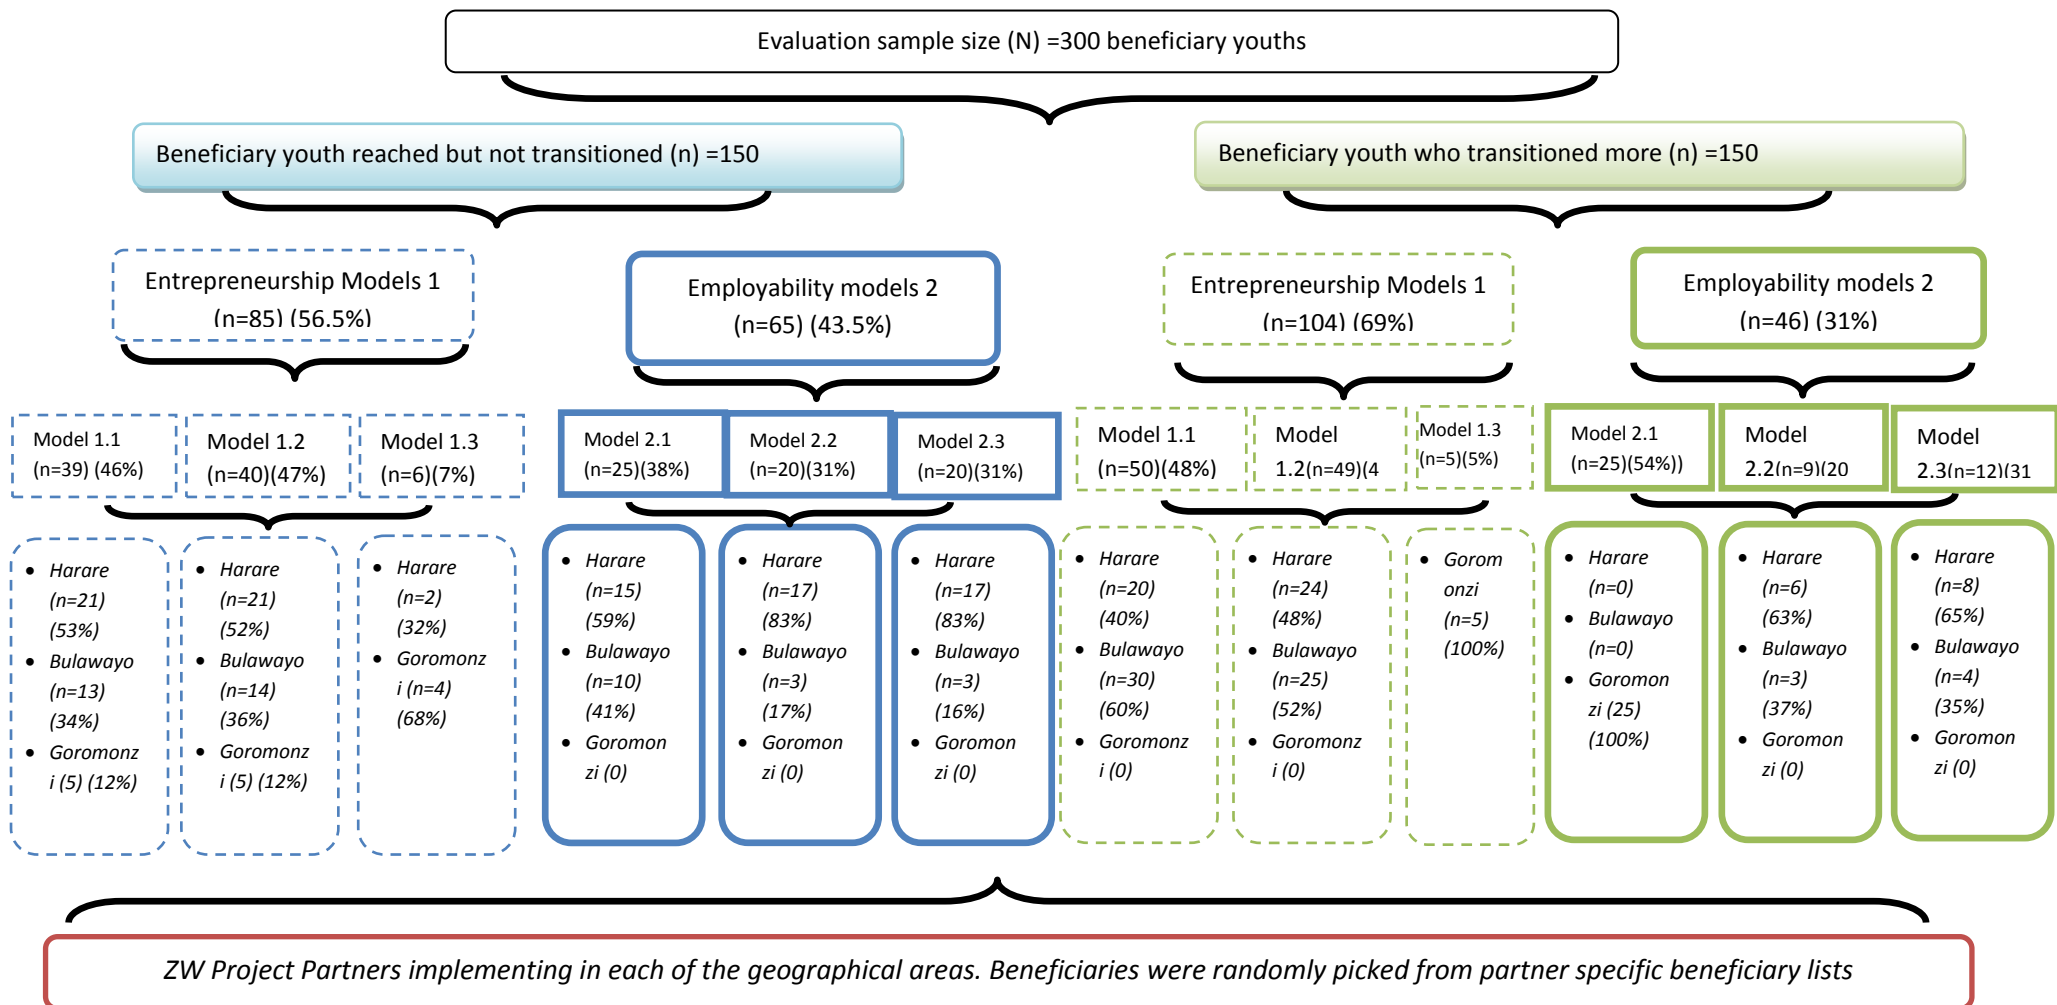 Evaluation sample size (N) =300 beneficiary youths
Beneficiary youth reached but not transitioned (n) =150
Beneficiary youth who transitioned more (n) =150
Entrepreneurship Models 1
(n=85) (56.5%)
Employability models 2
(n=65) (43.5%)
Entrepreneurship Models 1
(n=104) (69%)
Employability models 2
(n=46) (31%)
Model 1.1
(n=39) (46%)
Model 1.2
(n=40)(47%)
Model 1.3
(n=6)(7%)
Model 2.1
(n=25)(38%)
Model 2.2
(n=20)(31%)
Model 2.3
(n=20)(31%)
Model 1.1
(n=50)(48%)
Model
1.2(n=49)(4
Model 1.3
(n=5)(5%)
Model 2.1
(n=25)(54%))
Model
2.2(n=9)(20
Model
2.3(n=12)(31
• Harare
(n=21)
(53%)
• Bulawayo
(n=13)
(34%)
• Goromonz
i (5) (12%)
• Harare
(n=21)
(52%)
• Bulawayo
(n=14)
(36%)
• Goromonz
i (5) (12%)
• Harare
(n=2)
(32%)
• Goromonz
i (n=4)
(68%)
• Harare
(n=15)
(59%)
• Bulawayo
(n=10)
(41%)
• Goromon
zi (0)
• Harare
(n=17)
(83%)
• Bulawayo
(n=3)
(17%)
• Goromon
zi (0)
• Harare
(n=17)
(83%)
• Bulawayo
(n=3)
(16%)
• Goromon
zi (0)
• Harare
(n=20)
(40%)
• Bulawayo
(n=30)
(60%)
• Goromonz
i (0)
• Harare
(n=24)
(48%)
• Bulawayo
(n=25)
(52%)
• Goromonz
i (0)
• Gorom
onzi
(n=5)
(100%)
• Harare
(n=0)
• Bulawayo
(n=0)
• Goromon
zi (25)
(100%)
• Harare
(n=6)
(63%)
• Bulawayo
(n=3)
(37%)
• Goromon
zi (0)
• Harare
(n=8)
(65%)
• Bulawayo
(n=4)
(35%)
• Goromon
zi (0)
ZW Project Partners implementing in each of the geographical areas. Beneficiaries were randomly picked from partner specific beneficiary lists